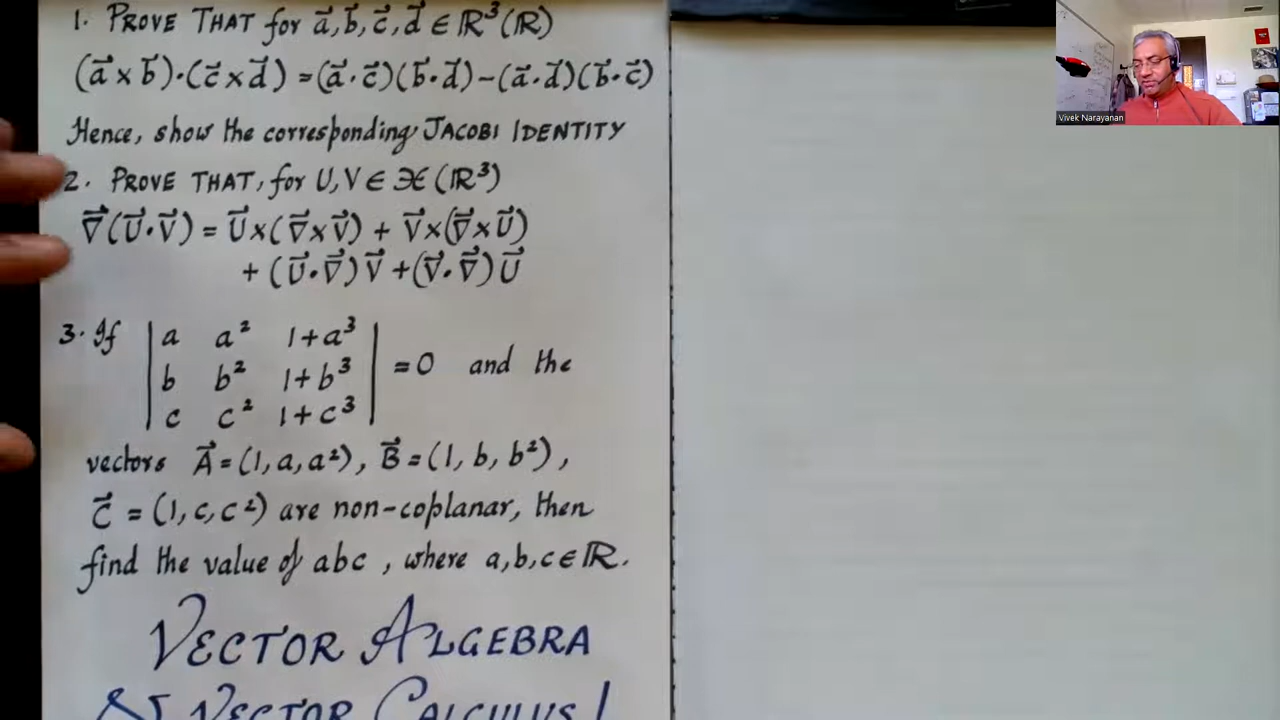 1. PROVE THAT for a⃗, b⃗, c⃗, d⃗ ∈ ℝ³(ℝ)
(a⃗ × b⃗)·(c⃗ × d⃗) = (a⃗ · c⃗)(b⃗ · d⃗) − (a⃗ · d⃗)(b⃗ · c⃗)
Hence, show the corresponding JACOBI IDENTITY
2. PROVE THAT, for U, V ∈ 𝔛(ℝ³)
∇⃗(U⃗·V⃗) = U⃗×(∇⃗×V⃗) + V⃗×(∇⃗×U⃗)
+ (U⃗·∇⃗)V⃗ + (V⃗·∇⃗)U⃗
3. If | a a² 1+a³ |
| b b² 1+b³ | = 0 and the
| c c² 1+c³ |
vectors A⃗ = (1, a, a²), B⃗ = (1, b, b²),
C⃗ = (1, c, c²) are non-coplanar, then
find the value of abc, where a, b, c ∈ ℝ.
VECTOR ALGEBRA
& VECTOR CALCULUS!
Vivek Narayanan